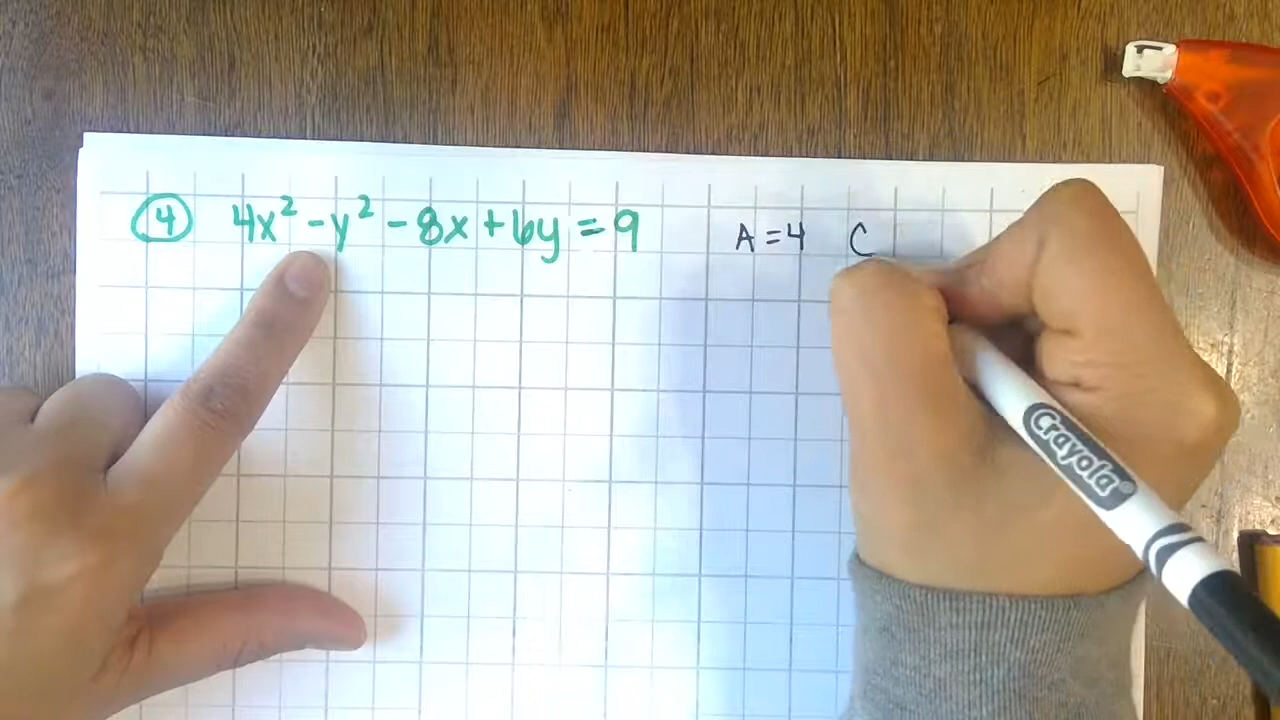 ④ 4x² - y² - 8x + 6y = 9 A = 4 C
Crayola®